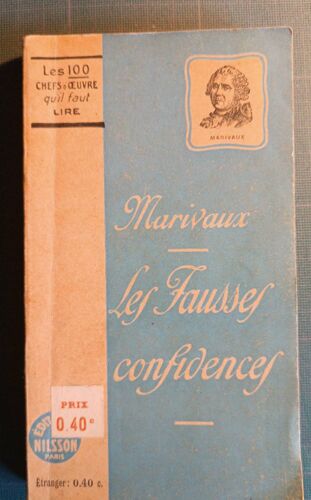 Les 100
CHEFS d'ŒUVRE
qu'il faut
LIRE
MARIVAUX
Marivaux
Les Fausses
confidences
PRIX
0.40 c
NILSSON
PARIS
Étranger : 0.40 c.